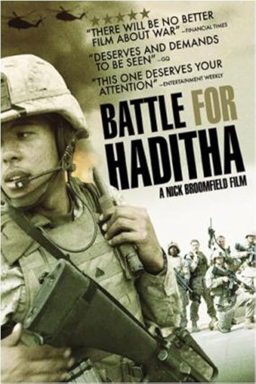 "THERE WILL BE NO BETTER
FILM ABOUT WAR" –FINANCIAL TIMES
"DESERVES AND DEMANDS
TO BE SEEN" –GQ
"THIS ONE DESERVES YOUR
ATTENTION" –ENTERTAINMENT WEEKLY
BATTLE FOR
HADITHA
A NICK BROOMFIELD FILM